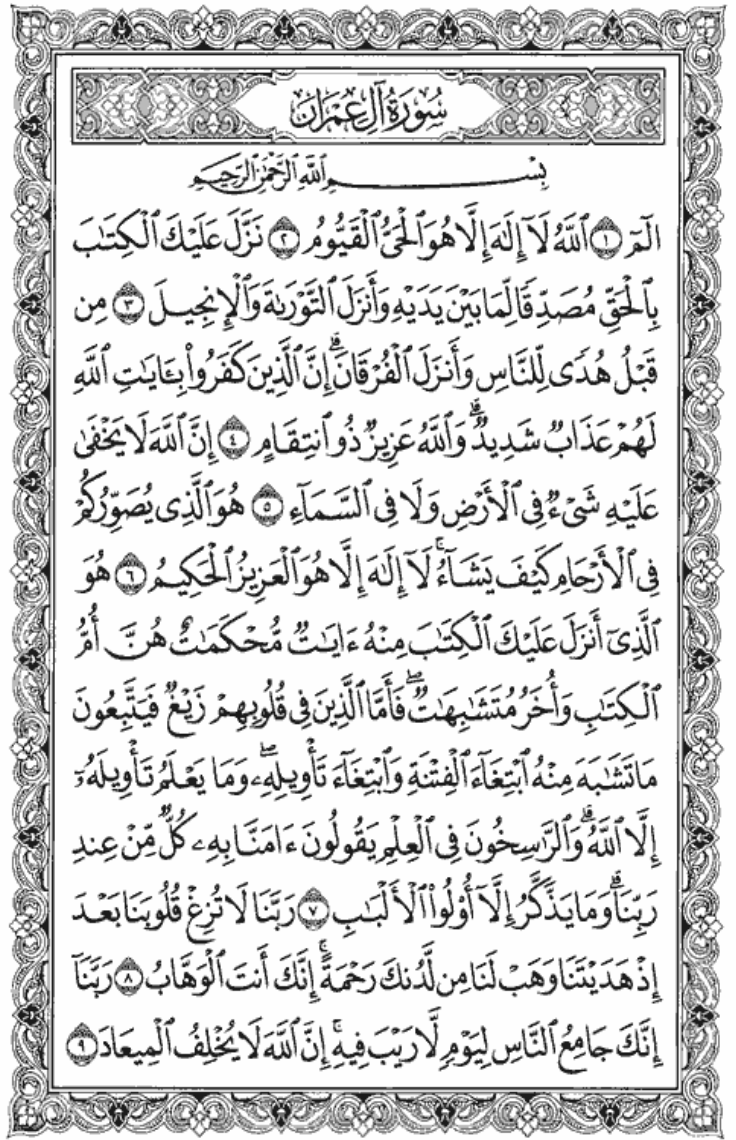 سُورَةُ آلِ عِمْرَان
بِسْمِ ٱللَّهِ ٱلرَّحْمَٰنِ ٱلرَّحِيمِ
الٓمٓ ١ ٱللَّهُ لَآ إِلَٰهَ إِلَّا هُوَ ٱلْحَىُّ ٱلْقَيُّومُ ٢ نَزَّلَ عَلَيْكَ ٱلْكِتَٰبَ
بِٱلْحَقِّ مُصَدِّقًا لِّمَا بَيْنَ يَدَيْهِ وَأَنزَلَ ٱلتَّوْرَىٰةَ وَٱلْإِنجِيلَ ٣ مِن
قَبْلُ هُدًى لِّلنَّاسِ وَأَنزَلَ ٱلْفُرْقَانَ ۗ إِنَّ ٱلَّذِينَ كَفَرُوا۟ بِـَٔايَٰتِ ٱللَّهِ
لَهُمْ عَذَابٌ شَدِيدٌ ۗ وَٱللَّهُ عَزِيزٌ ذُو ٱنتِقَامٍ ٤ إِنَّ ٱللَّهَ لَا يَخْفَىٰ
عَلَيْهِ شَىْءٌ فِى ٱلْأَرْضِ وَلَا فِى ٱلسَّمَآءِ ٥ هُوَ ٱلَّذِى يُصَوِّرُكُمْ
فِى ٱلْأَرْحَامِ كَيْفَ يَشَآءُ ۚ لَآ إِلَٰهَ إِلَّا هُوَ ٱلْعَزِيزُ ٱلْحَكِيمُ ٦ هُوَ
ٱلَّذِىٓ أَنزَلَ عَلَيْكَ ٱلْكِتَٰبَ مِنْهُ ءَايَٰتٌ مُّحْكَمَٰتٌ هُنَّ أُمُّ
ٱلْكِتَٰبِ وَأُخَرُ مُتَشَٰبِهَٰتٌ ۖ فَأَمَّا ٱلَّذِينَ فِى قُلُوبِهِمْ زَيْغٌ فَيَتَّبِعُونَ
مَا تَشَٰبَهَ مِنْهُ ٱبْتِغَآءَ ٱلْفِتْنَةِ وَٱبْتِغَآءَ تَأْوِيلِهِۦ ۖ وَمَا يَعْلَمُ تَأْوِيلَهُۥٓ
إِلَّا ٱللَّهُ ۗ وَٱلرَّٰسِخُونَ فِى ٱلْعِلْمِ يَقُولُونَ ءَامَنَّا بِهِۦ كُلٌّ مِّنْ عِندِ
رَبِّنَا ۗ وَمَا يَذَّكَّرُ إِلَّآ أُو۟لُوا۟ ٱلْأَلْبَٰبِ ٧ رَبَّنَا لَا تُزِغْ قُلُوبَنَا بَعْدَ
إِذْ هَدَيْتَنَا وَهَبْ لَنَا مِن لَّدُنكَ رَحْمَةً ۚ إِنَّكَ أَنتَ ٱلْوَهَّابُ ٨ رَبَّنَآ
إِنَّكَ جَامِعُ ٱلنَّاسِ لِيَوْمٍ لَّا رَيْبَ فِيهِ ۚ إِنَّ ٱللَّهَ لَا يُخْلِفُ ٱلْمِيعَادَ ٩